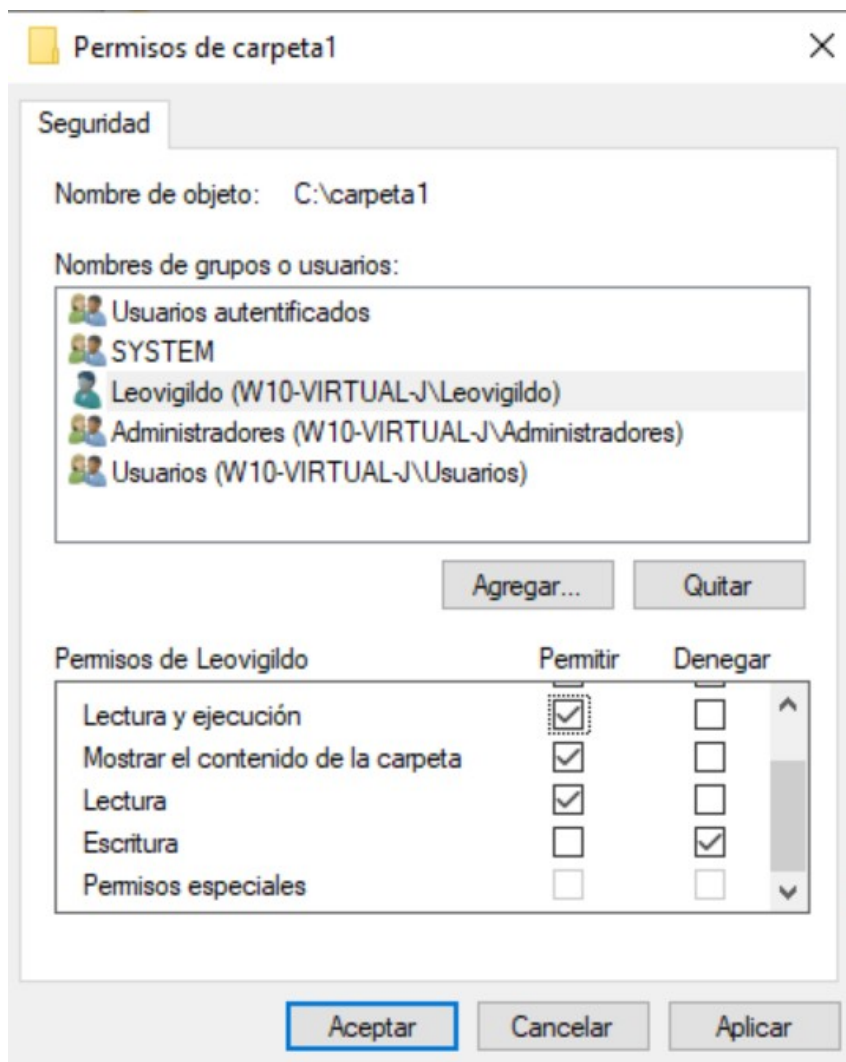 Permisos de carpeta1
Seguridad
Nombre de objeto: C:\carpeta1
Nombres de grupos o usuarios:
Usuarios autentificados
SYSTEM
Leovigildo (W10-VIRTUAL-J\Leovigildo)
Administradores (W10-VIRTUAL-J\Administradores)
Usuarios (W10-VIRTUAL-J\Usuarios)
Agregar... Quitar
Permisos de Leovigildo Permitir Denegar
Lectura y ejecución
Mostrar el contenido de la carpeta
Lectura
Escritura
Permisos especiales
Aceptar Cancelar Aplicar